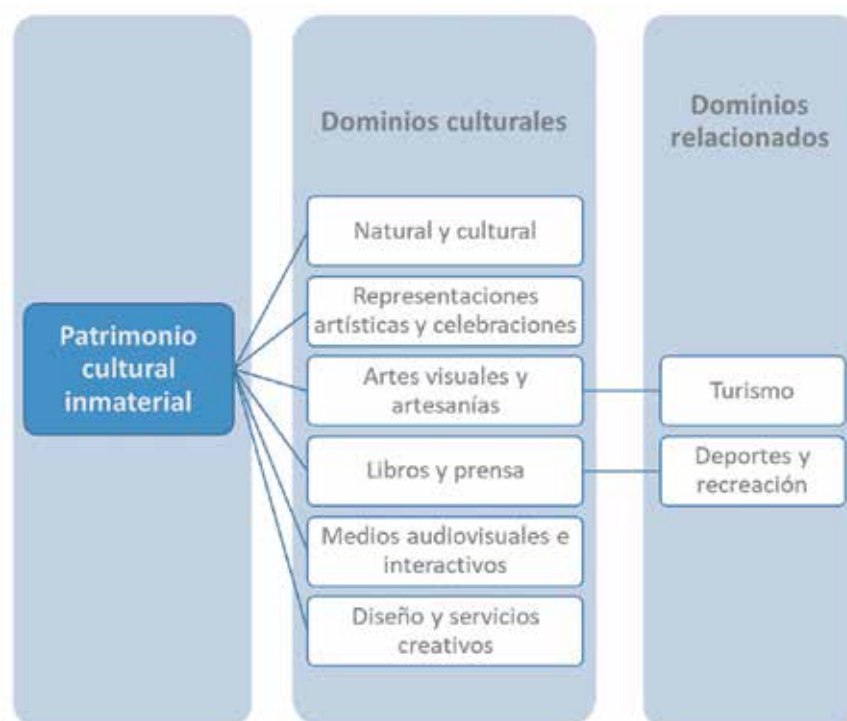 Patrimonio
cultural
inmaterial
Dominios culturales
Natural y cultural
Representaciones
artísticas y celebraciones
Artes visuales y
artesanías
Libros y prensa
Medios audiovisuales e
interactivos
Diseño y servicios
creativos
Dominios
relacionados
Turismo
Deportes y
recreación